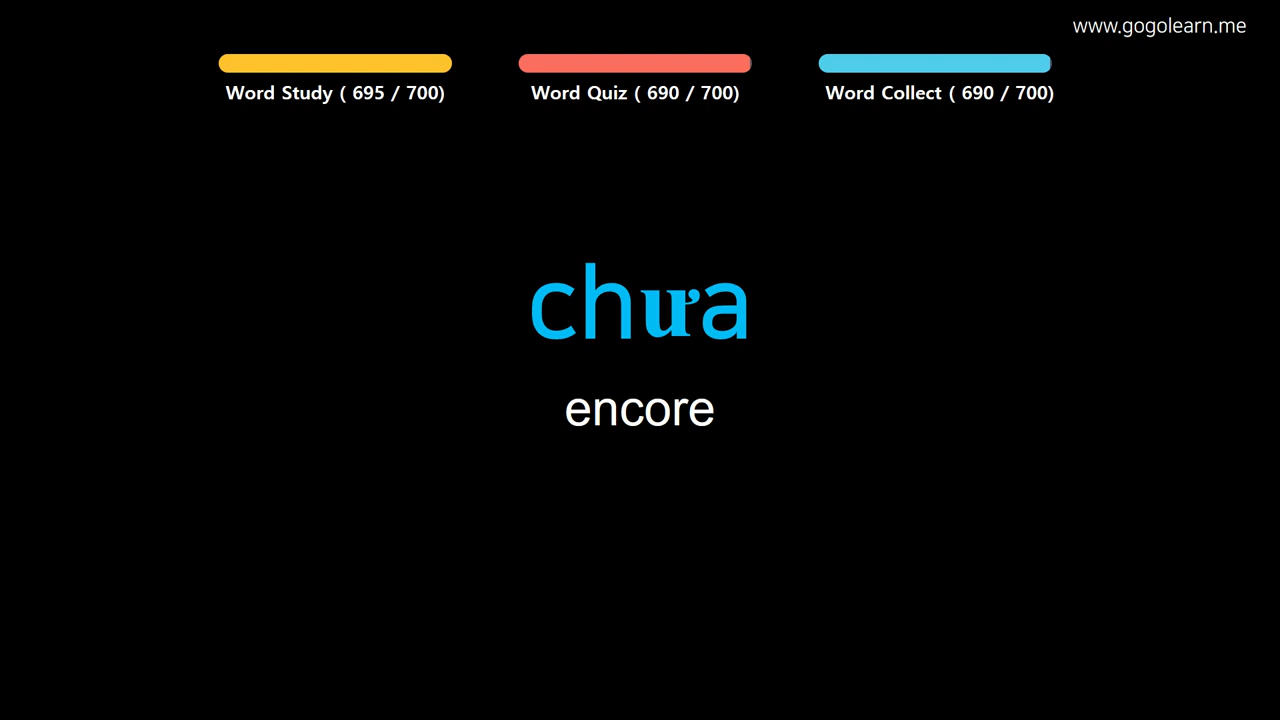 www.gogolearn.me
Word Study ( 695 / 700)
Word Quiz ( 690 / 700)
Word Collect ( 690 / 700)
chưa
encore